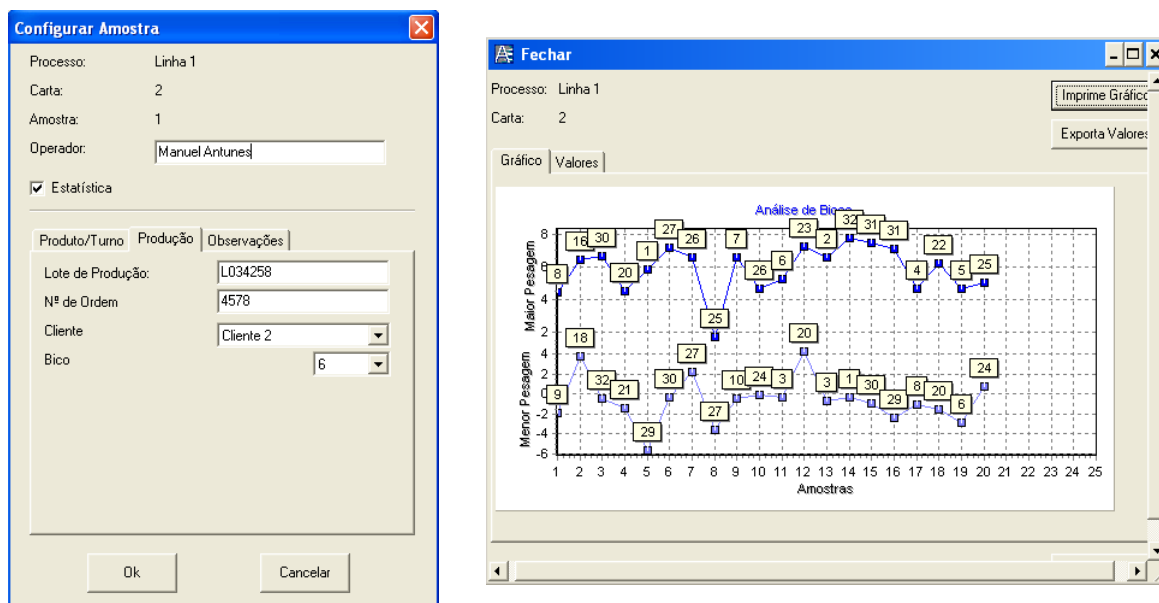 Configurar Amostra
Processo: Linha 1
Carta: 2
Amostra: 1
Operador: Manuel Antunes
Estatística
Produto/Turno Produção Observações
Lote de Produção: L034258
Nº de Ordem 4578
Cliente Cliente 2
Bico 6
Ok Cancelar
Fechar
Processo: Linha 1
Imprime Gráfico
Carta: 2
Exporta Valores
Gráfico Valores
Análise de
Maior Pesagem
8
6
4
2
8 16 30 20 1 27 26 25 7 26 6 23 2 32 31 31 4 22 5 25
Menor Pesagem
4
2
0
-2
-4
-6
9 18 32 21 29 30 27 27 10 24 3 20 3 1 30 29 8 20 6 24
1 2 3 4 5 6 7 8 9 10 11 12 13 14 15 16 17 18 19 20 21 22 23 24 25
Amostras